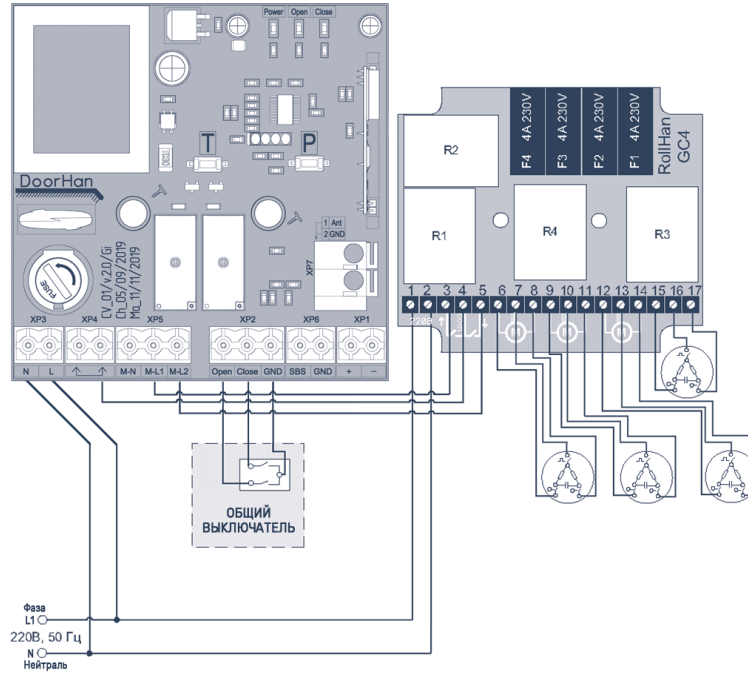 Power Open Close
T
P
DoorHan
1 Ant
2 GND
XP7
FUSE
CV_01/v.2.0/Gi
Ch_05/09/2019
Ma_11/11/2019
XP3 XP4 XP5 XP2 XP6 XP1
N L M-N M-L1 M-L2 Open Close GND SBS GND + −
R2
F4 4A 230V
F3 4A 230V
F2 4A 230V
F1 4A 230V
RollHan
GC4
R1
R4
R3
1 2 3 4 5 6 7 8 9 10 11 12 13 14 15 16 17
220В
M M M
ОБЩИЙ
ВЫКЛЮЧАТЕЛЬ
Фаза
L1
220В, 50 Гц
N
Нейтраль